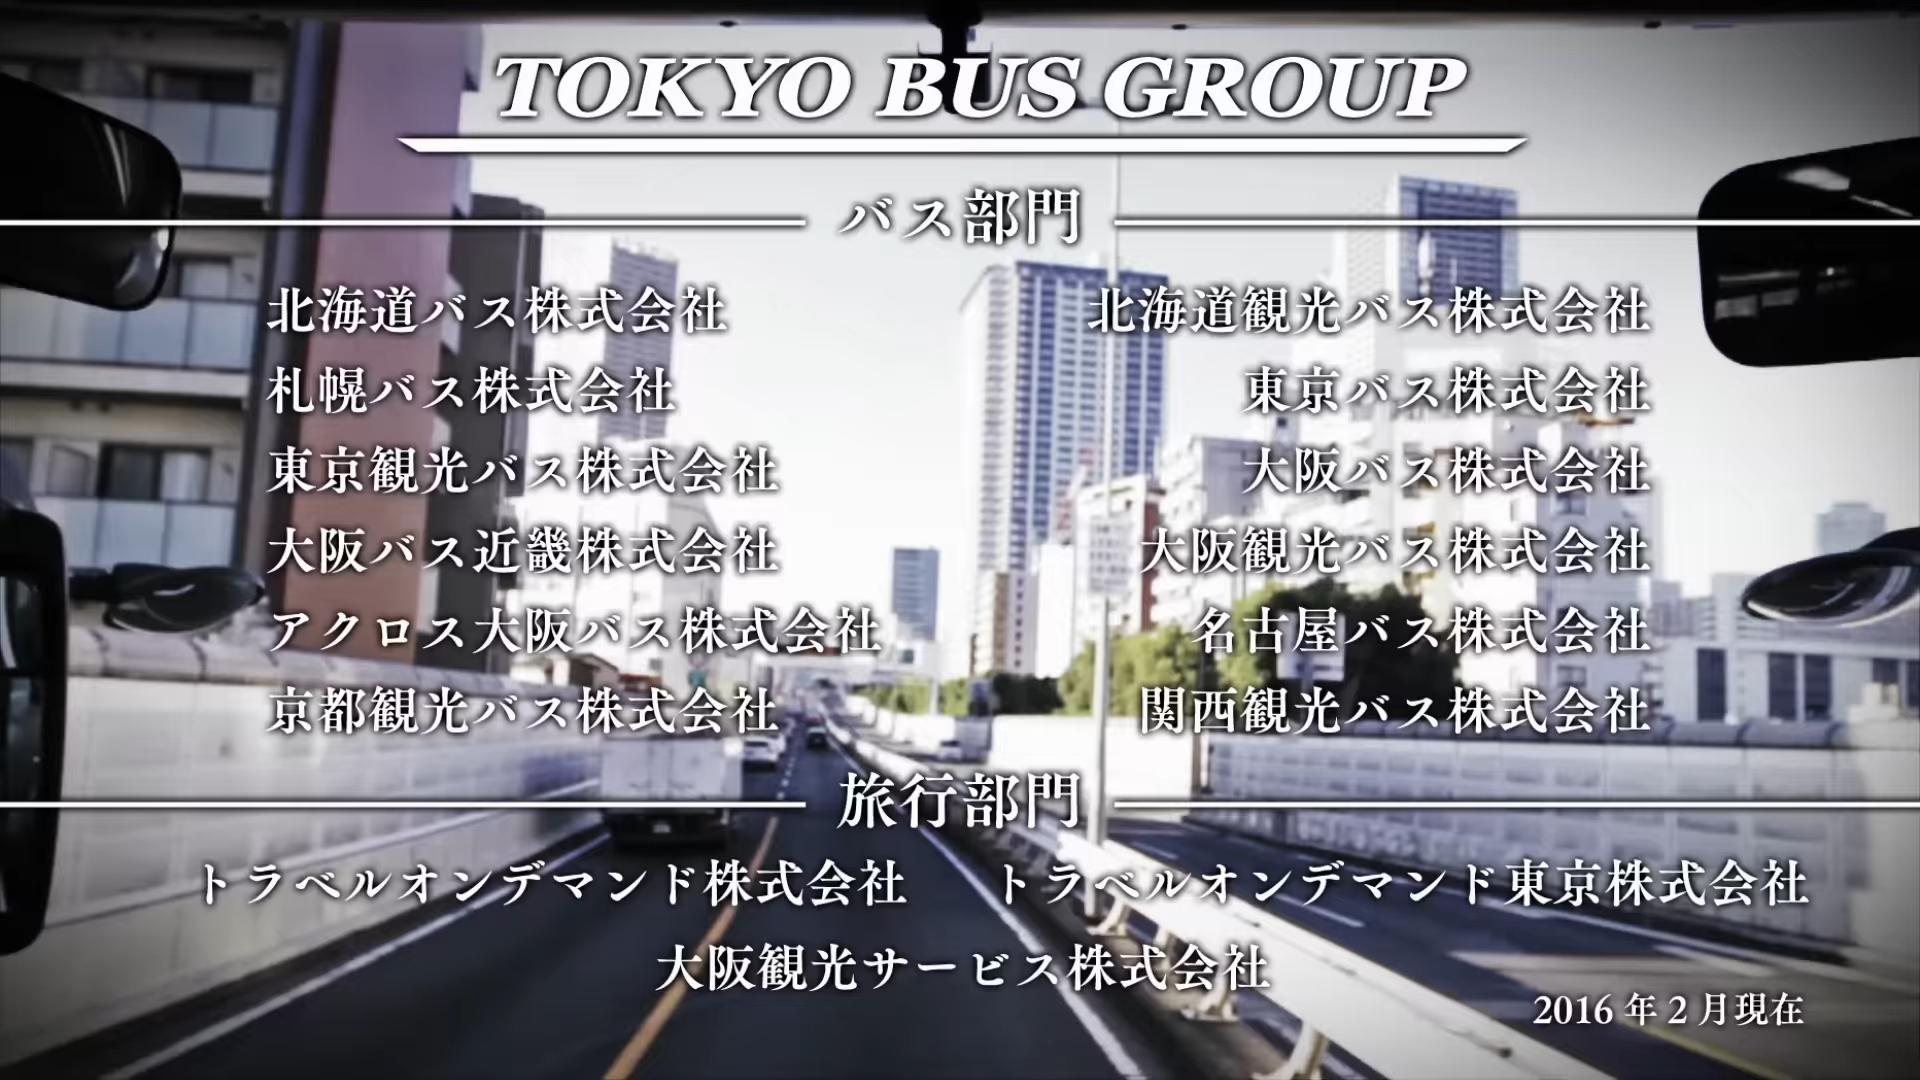 TOKYO BUS GROUP
バス部門
北海道バス株式会社 北海道観光バス株式会社
札幌バス株式会社 東京バス株式会社
東京観光バス株式会社 大阪バス株式会社
大阪バス近畿株式会社 大阪観光バス株式会社
アクロス大阪バス株式会社 名古屋バス株式会社
京都観光バス株式会社 関西観光バス株式会社
旅行部門
トラベルオンデマンド株式会社 トラベルオンデマンド東京株式会社
大阪観光サービス株式会社
2016年2月現在